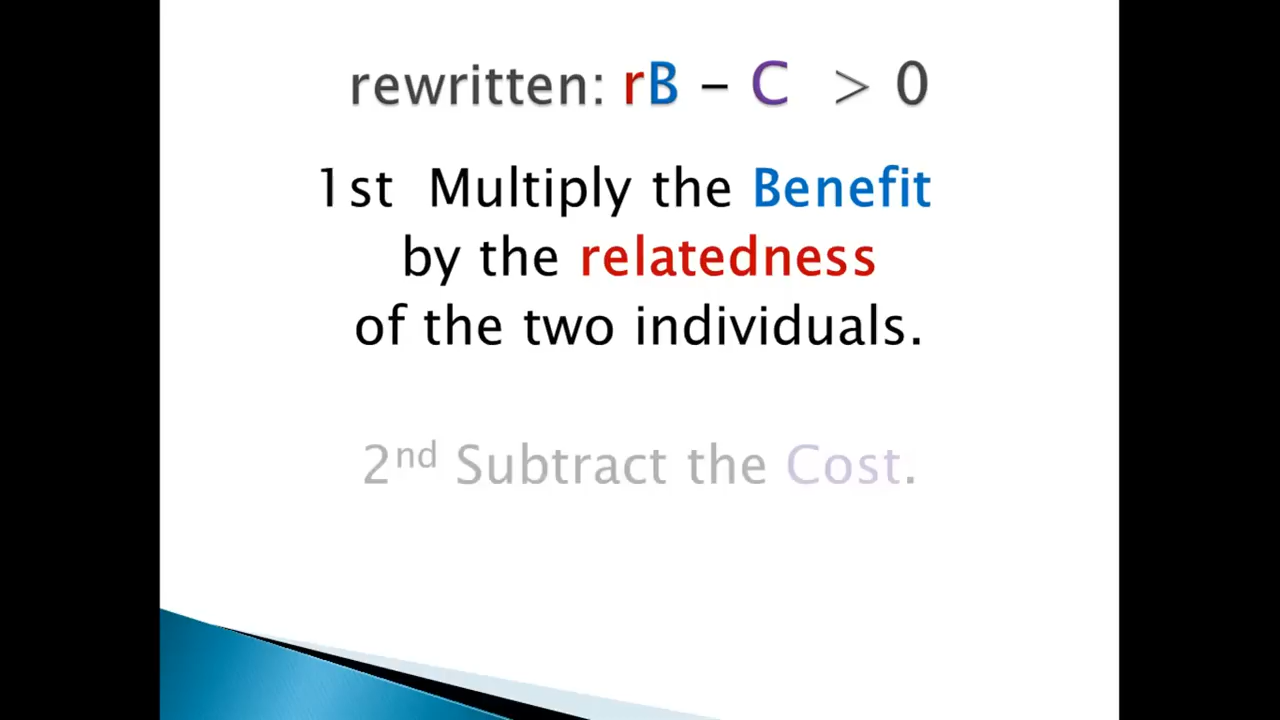 rewritten: rB - C > 0
1st Multiply the Benefit
by the relatedness
of the two individuals.
2nd Subtract the Cost.